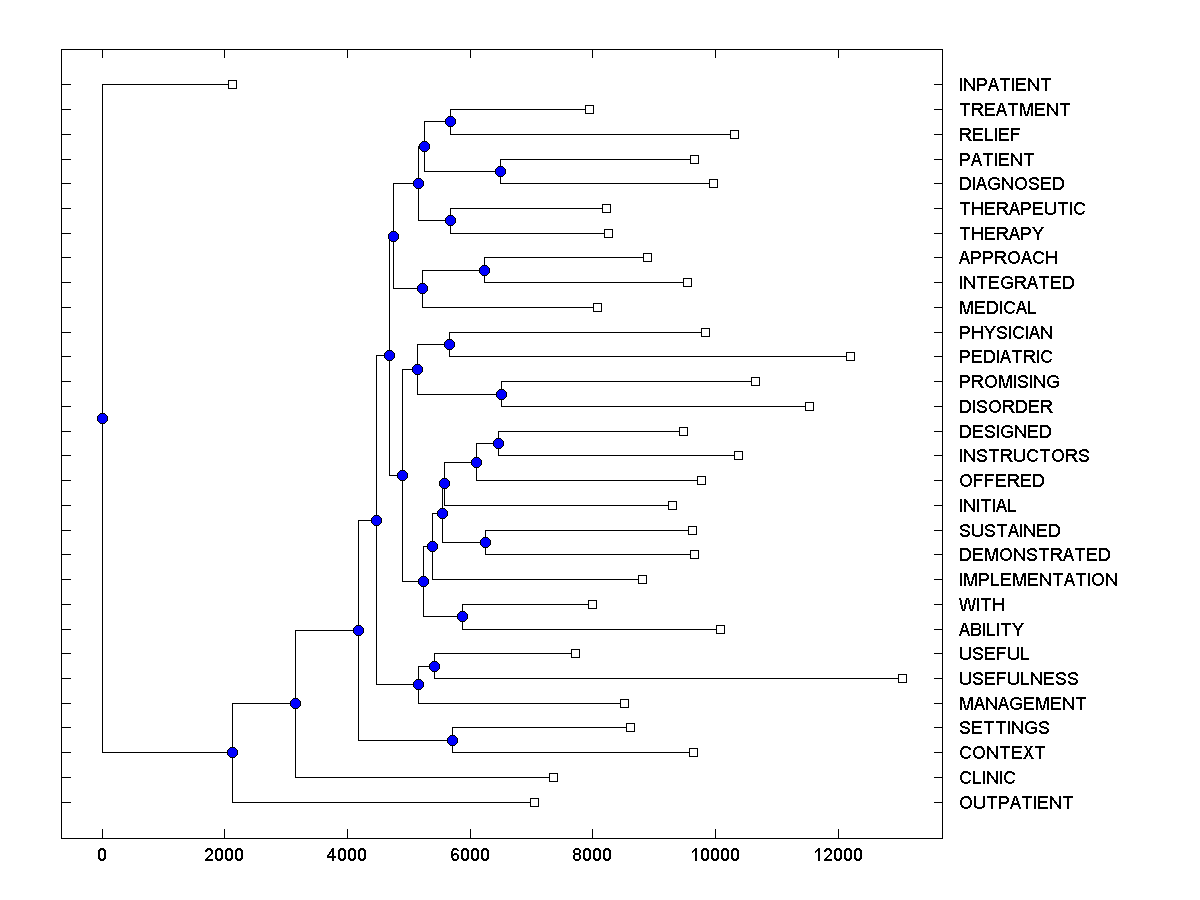 INPATIENT
TREATMENT
RELIEF
PATIENT
DIAGNOSED
THERAPEUTIC
THERAPY
APPROACH
INTEGRATED
MEDICAL
PHYSICIAN
PEDIATRIC
PROMISING
DISORDER
DESIGNED
INSTRUCTORS
OFFERED
INITIAL
SUSTAINED
DEMONSTRATED
IMPLEMENTATION
WITH
ABILITY
USEFUL
USEFULNESS
MANAGEMENT
SETTINGS
CONTEXT
CLINIC
OUTPATIENT
0 2000 4000 6000 8000 10000 12000